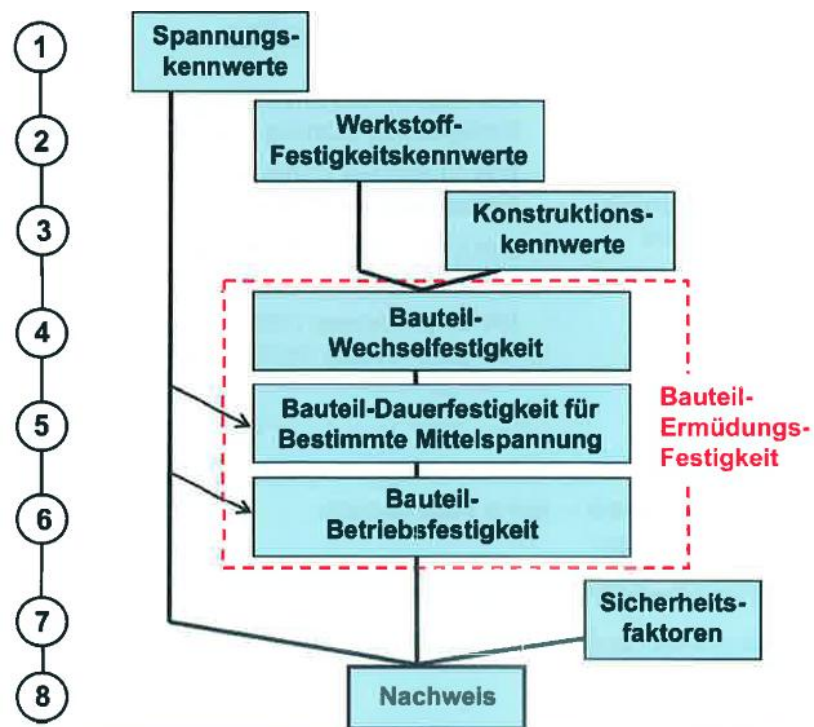 1
Spannungs-
kennwerte
2
Werkstoff-
Festigkeitskennwerte
3
Konstruktions-
kennwerte
4
Bauteil-
Wechselfestigkeit
5
Bauteil-Dauerfestigkeit für
Bestimmte Mittelspannung
Bauteil-
Ermüdungs-
Festigkeit
6
Bauteil-
Betriebsfestigkeit
7
Sicherheits-
faktoren
8
Nachweis